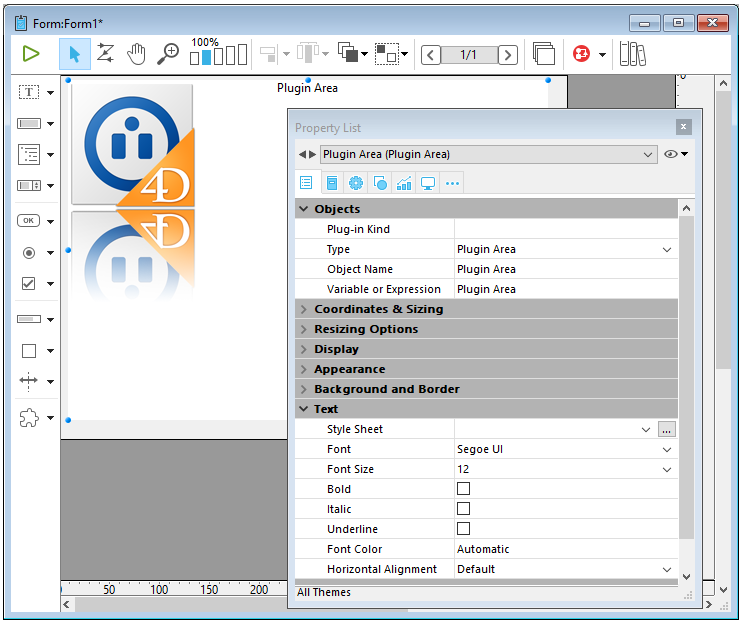 Form:Form1*
100%
1/1
T
OK
Plugin Area
4D
4D
Property List
Plugin Area (Plugin Area)
Objects
Plug-in Kind
Type Plugin Area
Object Name Plugin Area
Variable or Expression Plugin Area
Coordinates & Sizing
Resizing Options
Display
Appearance
Background and Border
Text
Style Sheet ...
Font Segoe UI
Font Size 12
Bold
Italic
Underline
Font Color Automatic
Horizontal Alignment Default
All Themes
0
50 100 150 200